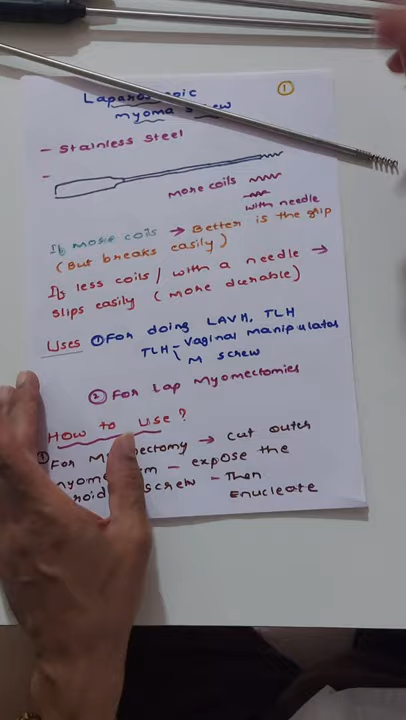 1
Laparoscopic
myoma screw
- Stainless Steel
-
More coils
with needle
If more coils → Better is the grip
(But breaks easily)
If less coils / with a needle →
slips easily (more durable)
Uses ① For doing LAVH, TLH
TLH - Vaginal manipulator
M screw
② For Lap Myomectomies
How to Use ?
① For → cut outer
- expose the
screw - Then
Enucleate